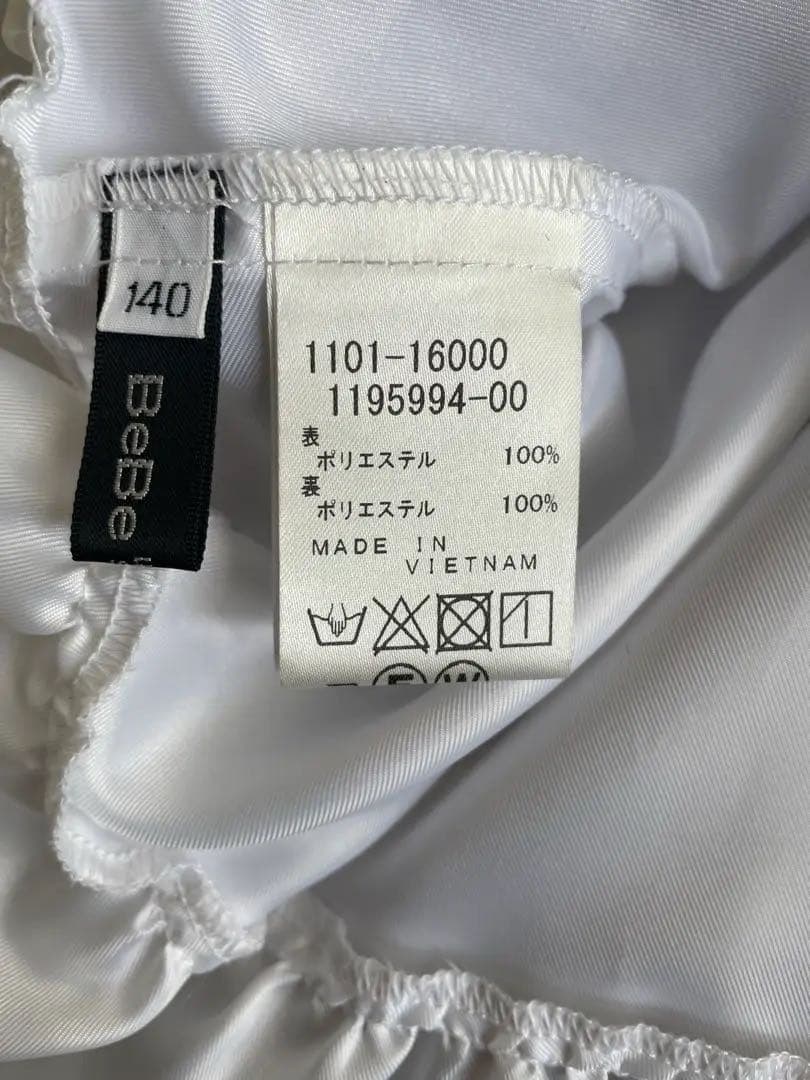 140
BeBe
1101-16000
1195994-00
表
ポリエステル 100%
裏
ポリエステル 100%
MADE IN
VIETNAM